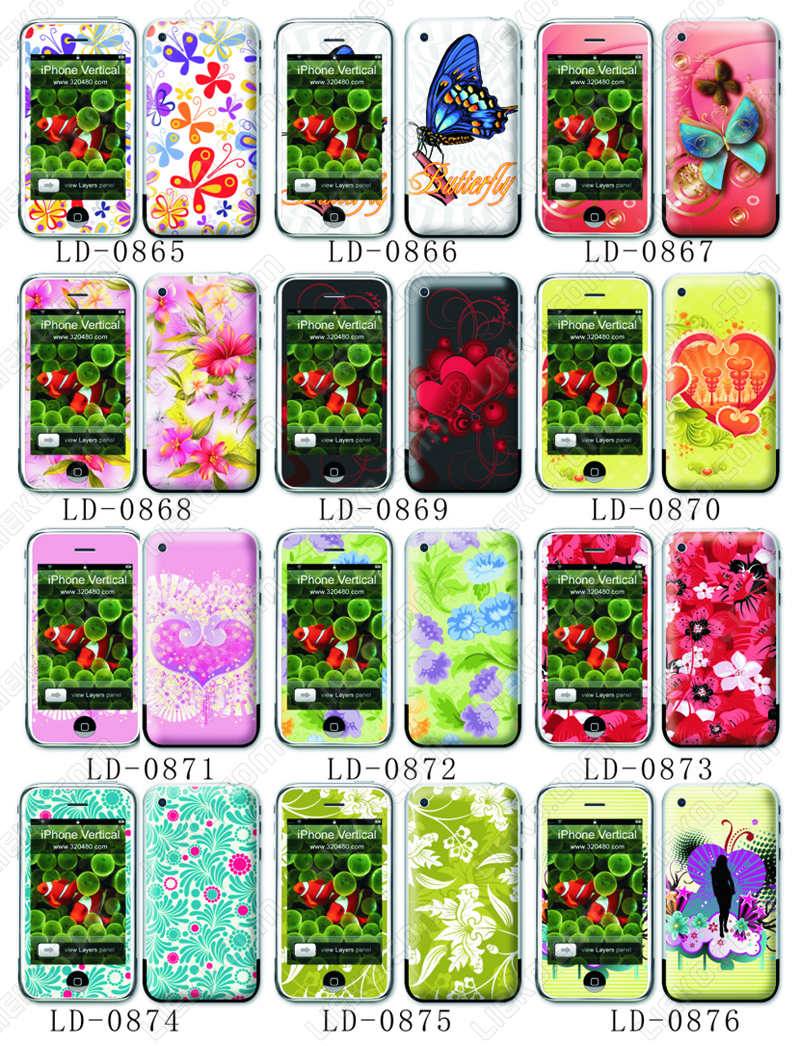 iPhone Vertical
www.320480.com
view Layers panel
iPhone Vertical
www.320480.com
view Layers panel
Butterfly
Butterfly
iPhone Vertical
www.320480.com
view Layers panel
LD-0865
LD-0866
LD-0867
iPhone Vertical
www.320480.com
view Layers panel
iPhone Vertical
www.320480.com
view Layers panel
iPhone Vertical
www.320480.com
view Layers panel
LD-0868
LD-0869
LD-0870
iPhone Vertical
www.320480.com
view Layers panel
iPhone Vertical
www.320480.com
view Layers panel
iPhone Vertical
www.320480.com
view Layers panel
LD-0871
LD-0872
LD-0873
iPhone Vertical
www.320480.com
view Layers panel
iPhone Vertical
www.320480.com
view Layers panel
iPhone Vertical
www.320480.com
view Layers panel
LD-0874
LD-0875
LD-0876